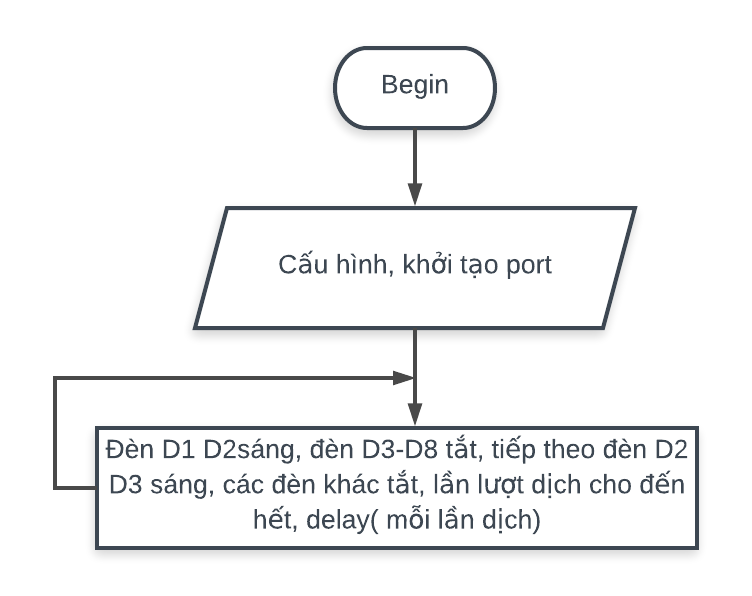 Begin
Cấu hình, khởi tạo port
Đèn D1 D2sáng, đèn D3-D8 tắt, tiếp theo đèn D2
D3 sáng, các đèn khác tắt, lần lượt dịch cho đến
hết, delay( mỗi lần dịch)